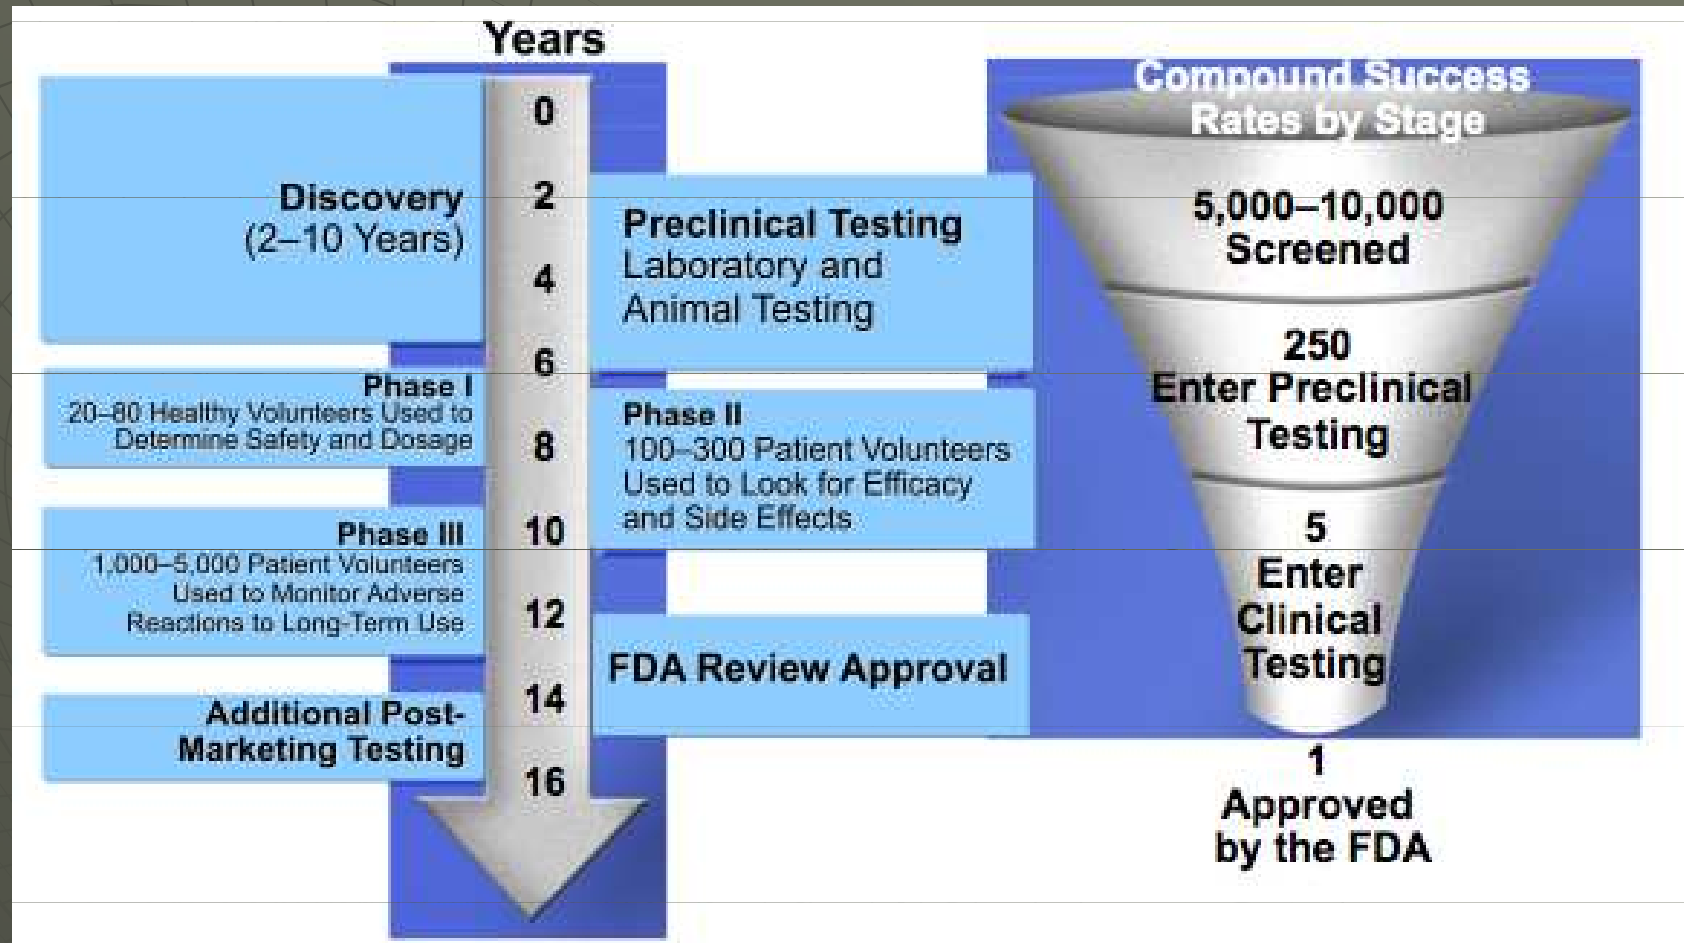 Years
0
2
4
6
8
10
12
14
16
Discovery
(2–10 Years)
Preclinical Testing
Laboratory and
Animal Testing
Phase I
20–80 Healthy Volunteers Used to
Determine Safety and Dosage
Phase II
100–300 Patient Volunteers
Used to Look for Efficacy
and Side Effects
Phase III
1,000–5,000 Patient Volunteers
Used to Monitor Adverse
Reactions to Long-Term Use
FDA Review Approval
Additional Post-
Marketing Testing
Compound Success
Rates by Stage
5,000–10,000
Screened
250
Enter Preclinical
Testing
5
Enter
Clinical
Testing
1
Approved
by the FDA